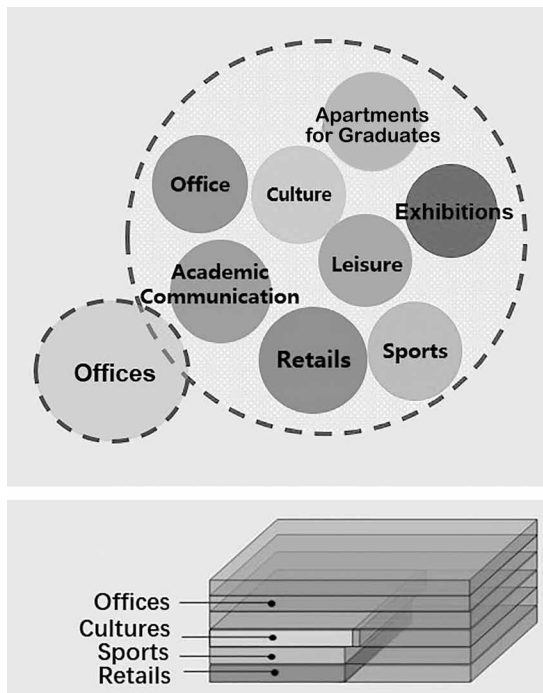 Apartments
for Graduates
Office
Culture
Exhibitions
Academic
Communication
Leisure
Offices
Retails
Sports
Offices
Cultures
Sports
Retails